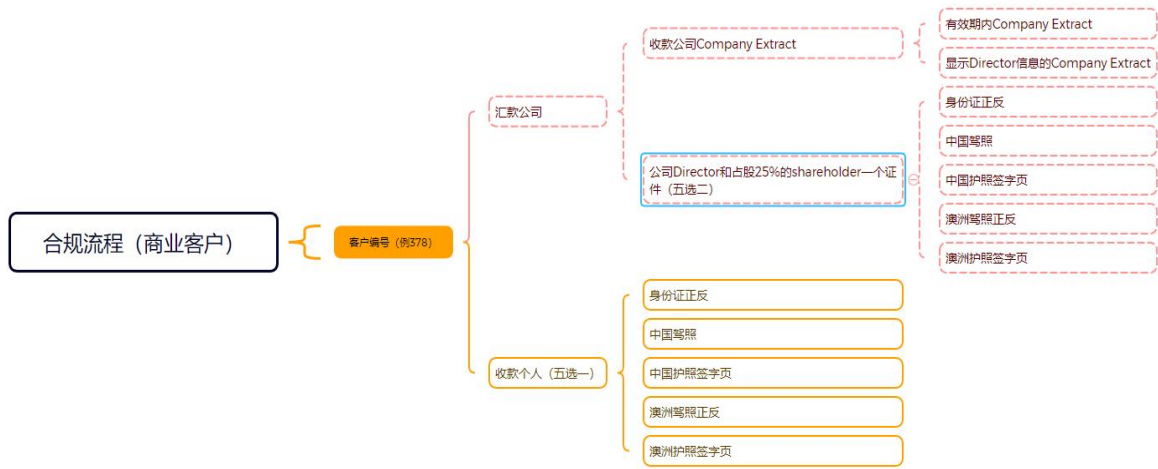 合规流程（商业客户）
客户编号（例378）
汇款公司
收款公司Company Extract
有效期内Company Extract
显示Director信息的Company Extract
公司Director和占股25%的shareholder一个证
件（五选二）
身份证正反
中国驾照
中国护照签字页
澳洲驾照正反
澳洲护照签字页
收款个人（五选一）
身份证正反
中国驾照
中国护照签字页
澳洲驾照正反
澳洲护照签字页